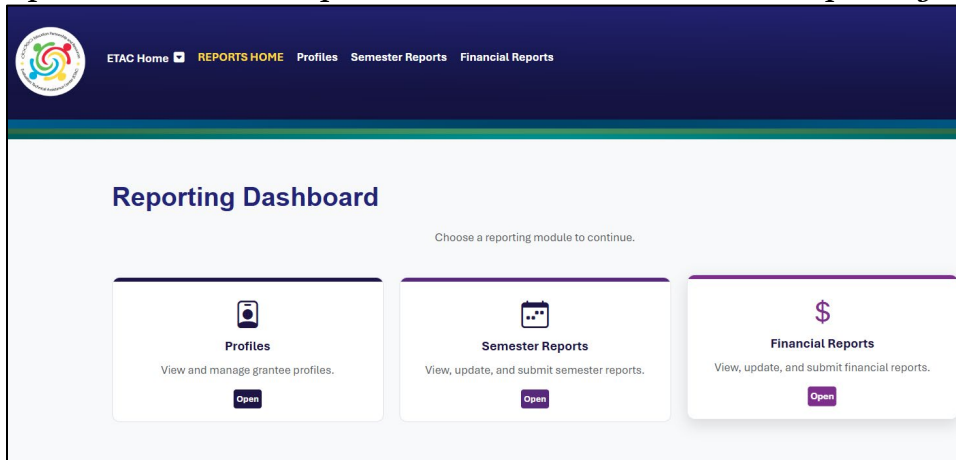 ETAC Home REPORTS HOME Profiles Semester Reports Financial Reports
Reporting Dashboard
Choose a reporting module to continue.
Profiles
View and manage grantee profiles.
Open
Semester Reports
View, update, and submit semester reports.
Open
$
Financial Reports
View, update, and submit financial reports.
Open